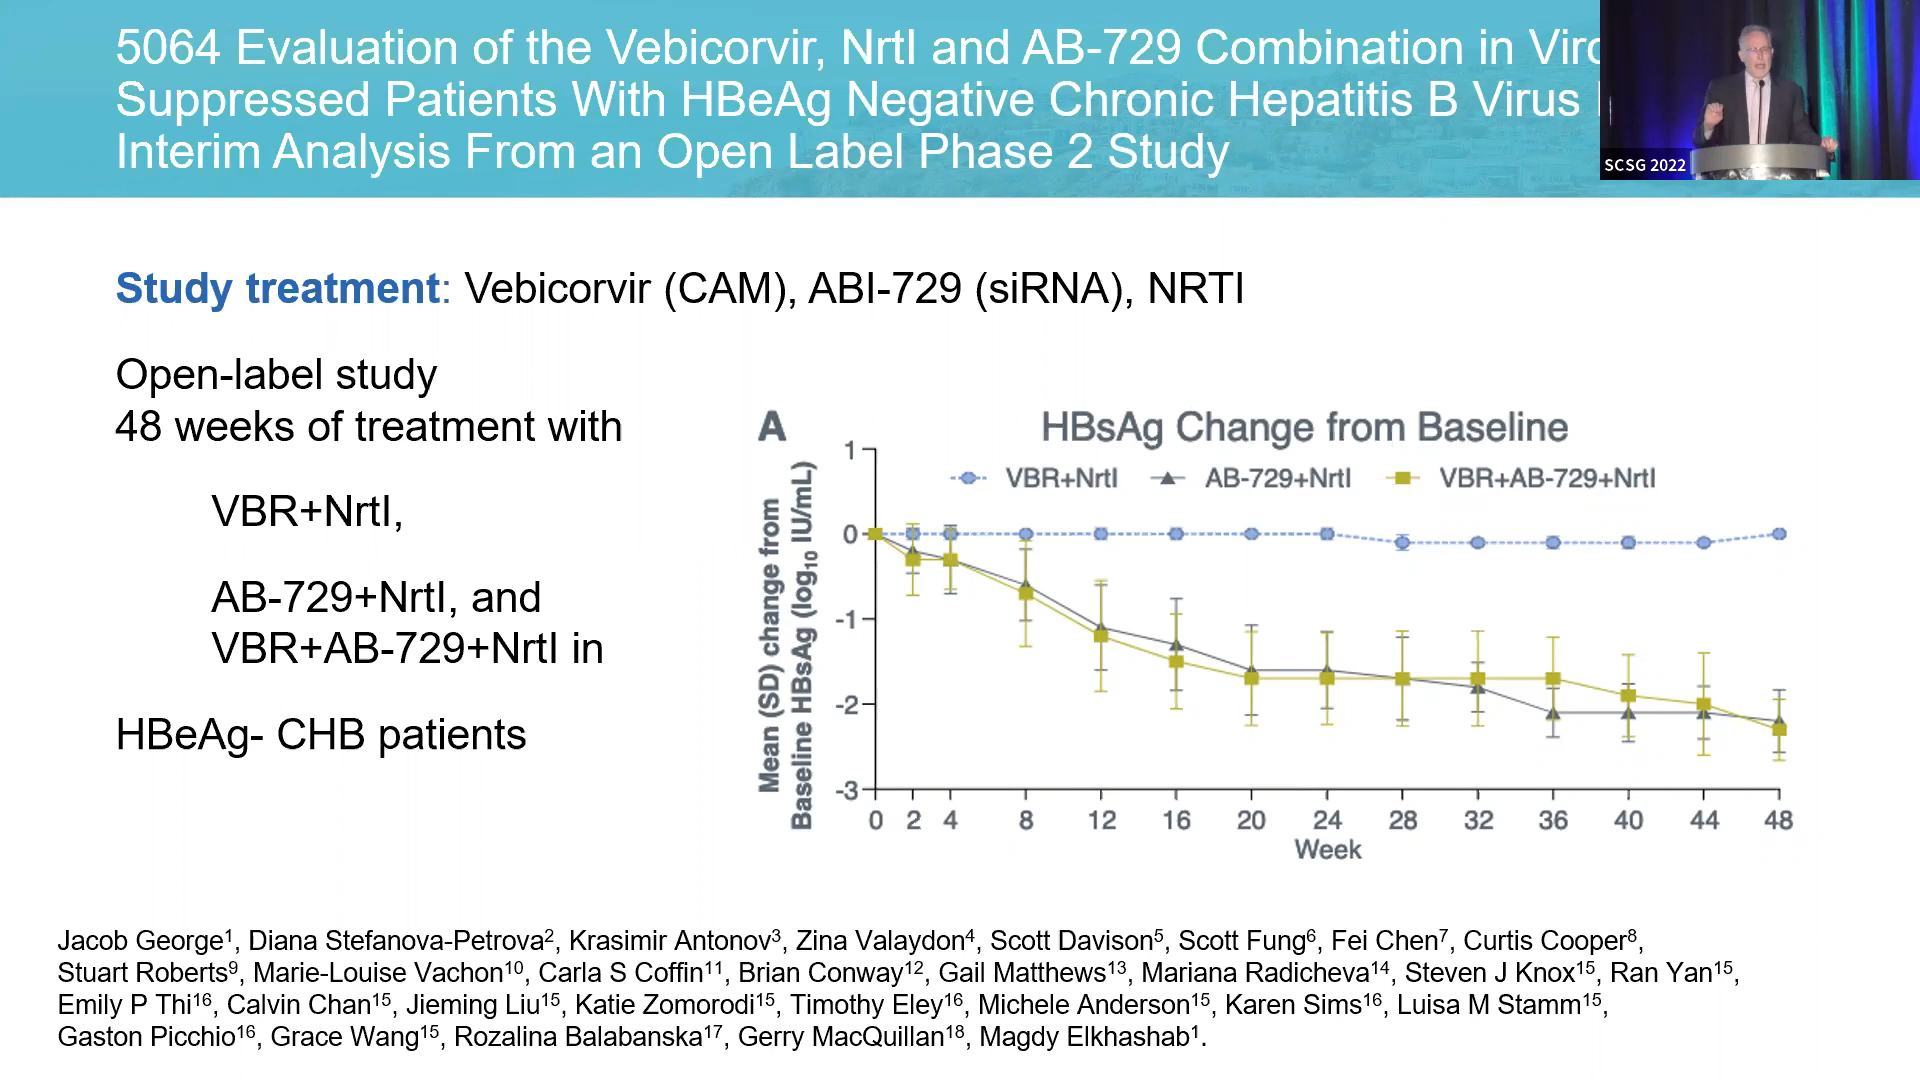 5064 Evaluation of the Vebicorvir, NrtI and AB-729 Combination in
Suppressed Patients With HBeAg Negative Chronic Hepatitis B Virus
Interim Analysis From an Open Label Phase 2 Study
SCSG 2022
Study treatment: Vebicorvir (CAM), ABI-729 (siRNA), NRTI
Open-label study
48 weeks of treatment with
VBR+NrtI,
AB-729+NrtI, and
VBR+AB-729+NrtI in
HBeAg- CHB patients
A
HBsAg Change from Baseline
VBR+NrtI AB-729+NrtI VBR+AB-729+NrtI
Mean (SD) change from
Baseline HBsAg (log₁₀ IU/mL)
1
0
-1
-2
-3
0 2 4 8 12 16 20 24 28 32 36 40 44 48
Week
Jacob George¹, Diana Stefanova-Petrova², Krasimir Antonov³, Zina Valaydon⁴, Scott Davison⁵, Scott Fung⁶, Fei Chen⁷, Curtis Cooper⁸,
Stuart Roberts⁹, Marie-Louise Vachon¹⁰, Carla S Coffin¹¹, Brian Conway¹², Gail Matthews¹³, Mariana Radicheva¹⁴, Steven J Knox¹⁵, Ran Yan¹⁵,
Emily P Thi¹⁶, Calvin Chan¹⁵, Jieming Liu¹⁵, Katie Zomorodi¹⁵, Timothy Eley¹⁶, Michele Anderson¹⁵, Karen Sims¹⁶, Luisa M Stamm¹⁵,
Gaston Picchio¹⁶, Grace Wang¹⁵, Rozalina Balabanska¹⁷, Gerry MacQuillan¹⁸, Magdy Elkhashab¹.